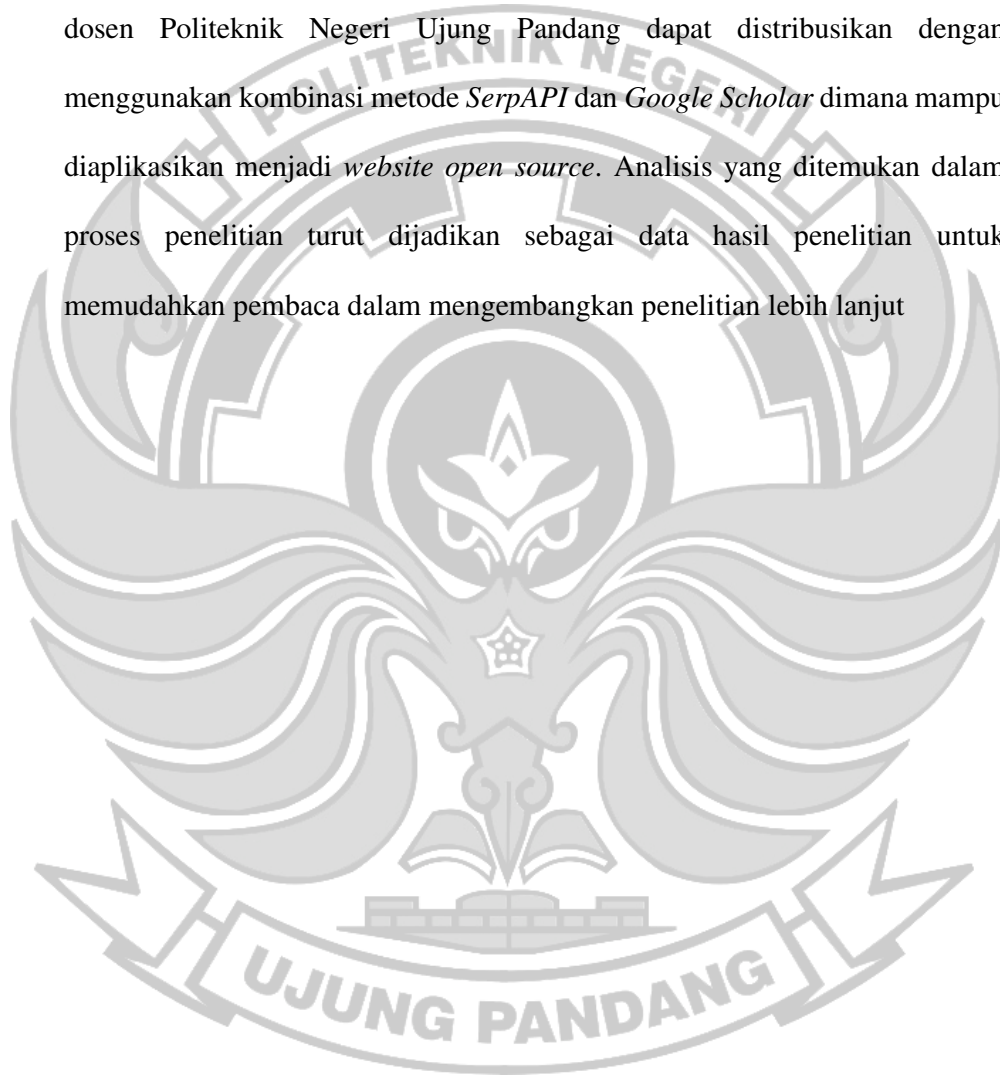 dosen Politeknik Negeri Ujung Pandang dapat distribusikan dengan
menggunakan kombinasi metode SerpAPI dan Google Scholar dimana mampu
diaplikasikan menjadi website open source. Analisis yang ditemukan dalam
proses penelitian turut dijadikan sebagai data hasil penelitian untuk
memudahkan pembaca dalam mengembangkan penelitian lebih lanjut
POLITEKNIK NEGERI
UJUNG PANDANG